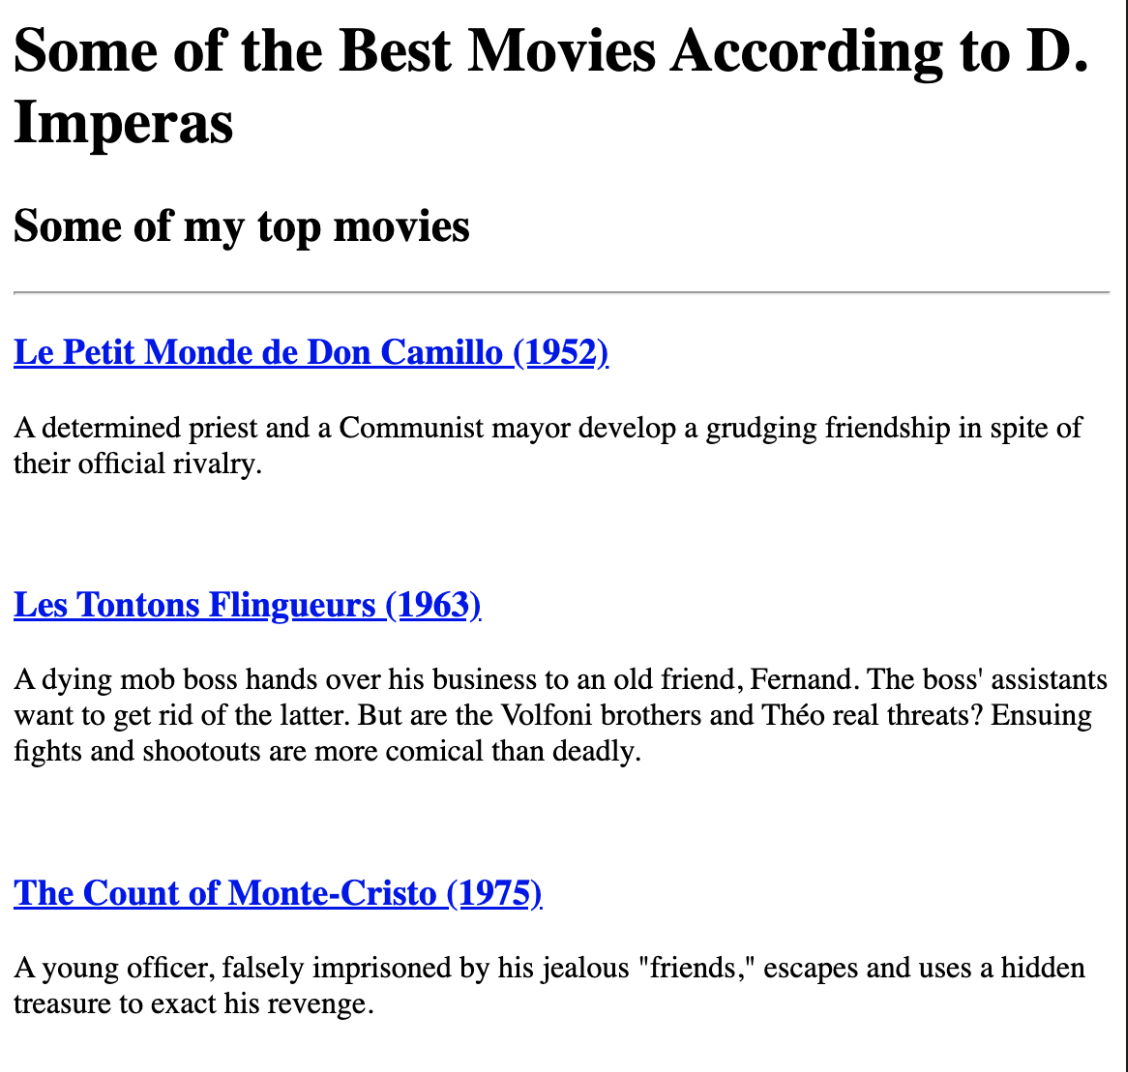 Some of the Best Movies According to D.
Imperas
Some of my top movies
Le Petit Monde de Don Camillo (1952)
A determined priest and a Communist mayor develop a grudging friendship in spite of
their official rivalry.
Les Tontons Flingueurs (1963)
A dying mob boss hands over his business to an old friend, Fernand. The boss' assistants
want to get rid of the latter. But are the Volfoni brothers and Théo real threats? Ensuing
fights and shootouts are more comical than deadly.
The Count of Monte-Cristo (1975)
A young officer, falsely imprisoned by his jealous "friends," escapes and uses a hidden
treasure to exact his revenge.